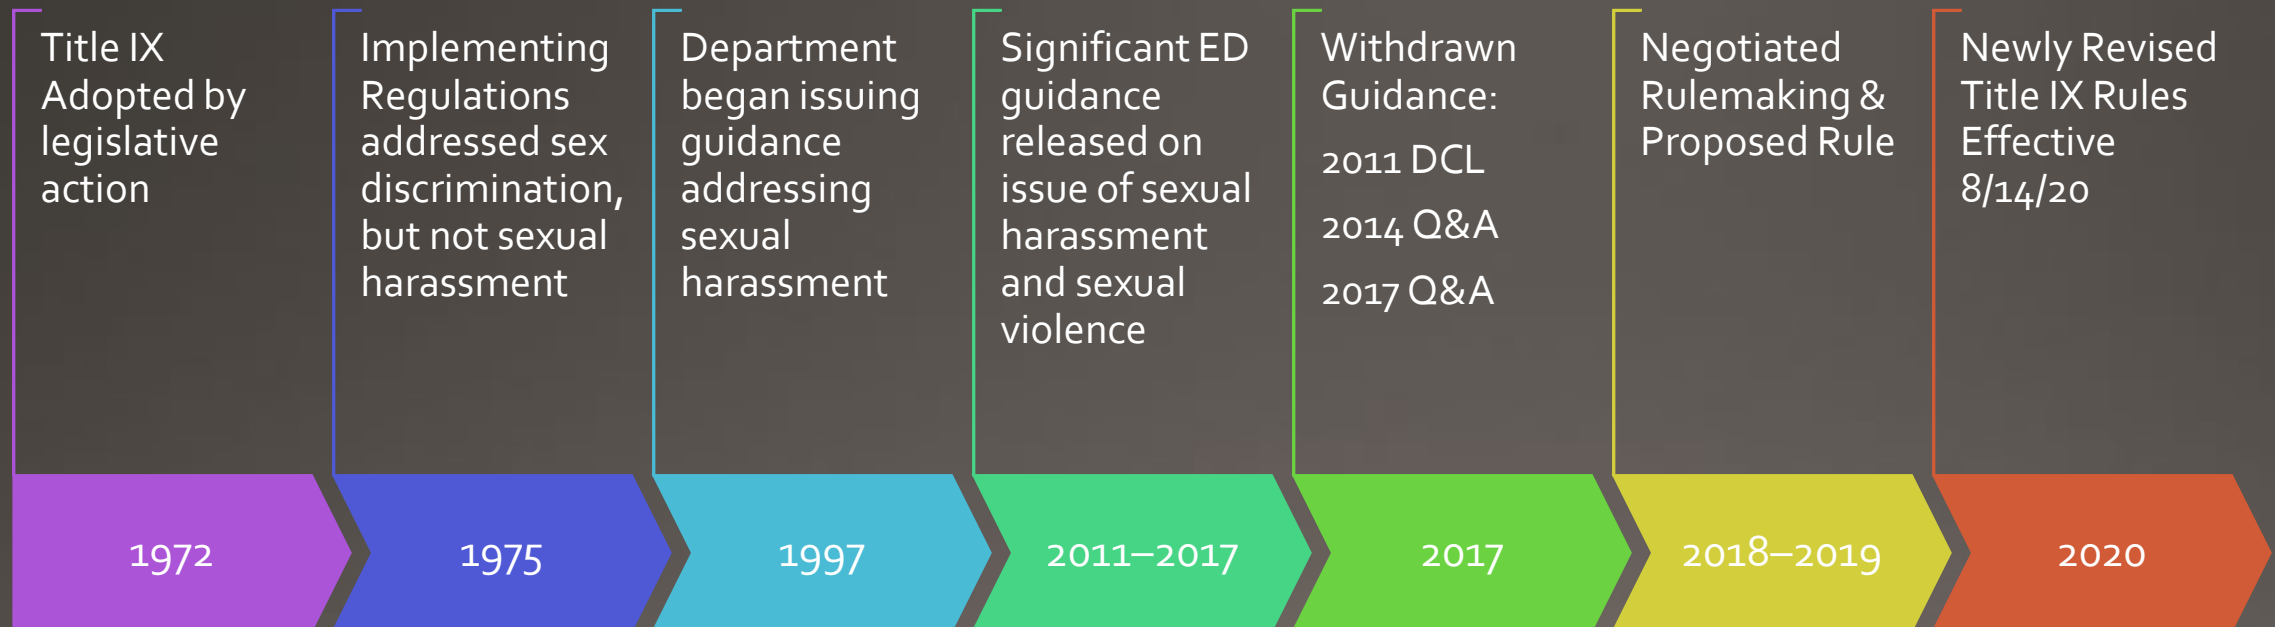 Title IX
Adopted by
legislative
action
Implementing
Regulations
addressed sex
discrimination,
but not sexual
harassment
Department
began issuing
guidance
addressing
sexual
harassment
Significant ED
guidance
released on
issue of sexual
harassment
and sexual
violence
Withdrawn
Guidance:
2011 DCL
2014 Q&A
2017 Q&A
Negotiated
Rulemaking &
Proposed Rule
Newly Revised
Title IX Rules
Effective
8/14/20
1972
1975
1997
2011–2017
2017
2018–2019
2020